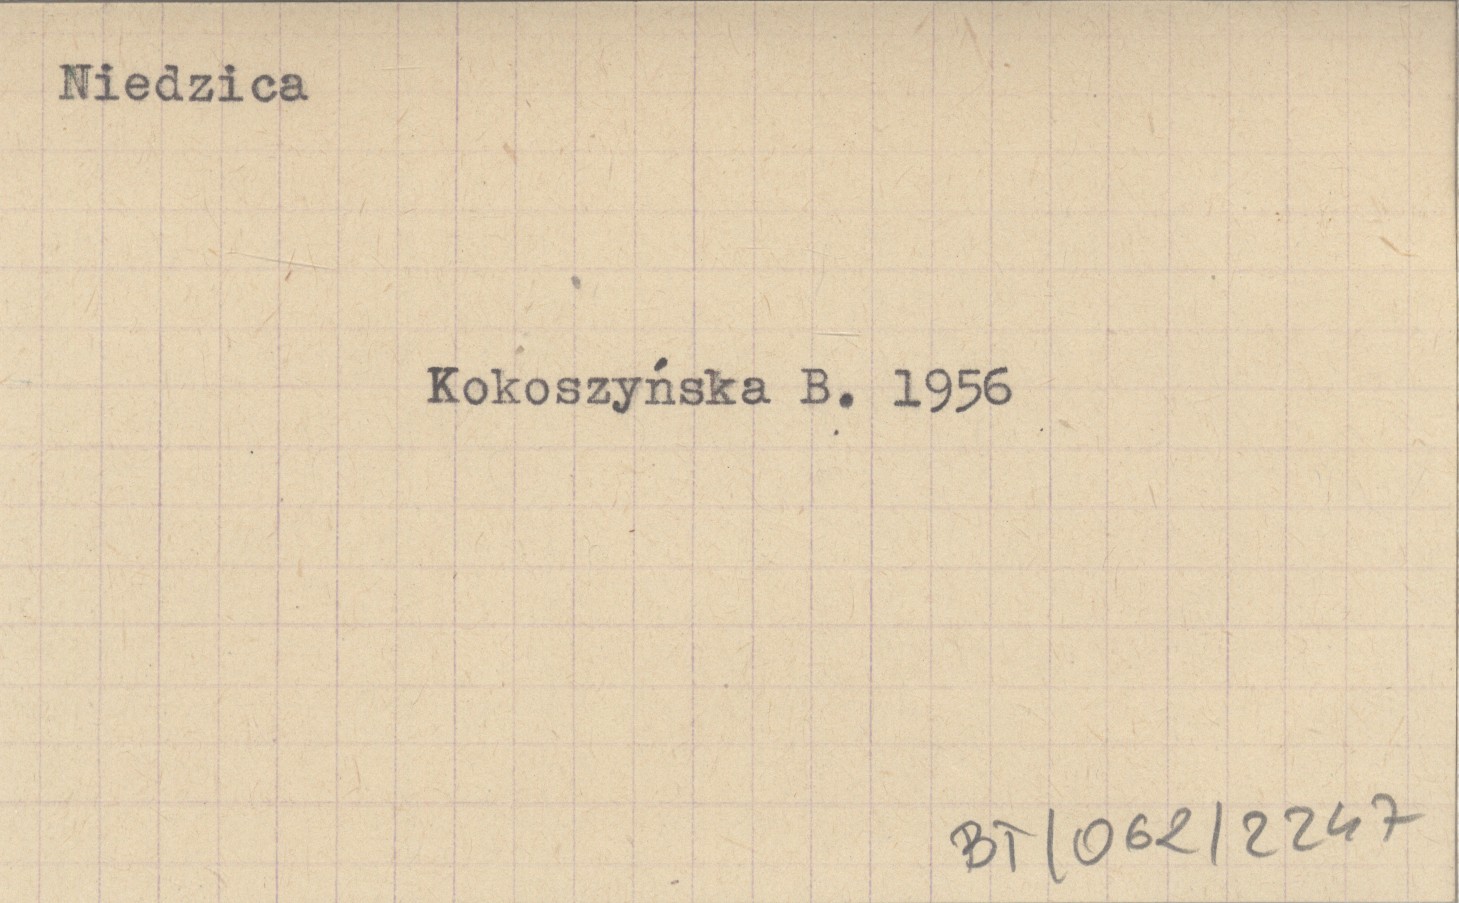 Niedzica
Kokoszyńska B. 1956
BT/062/2247